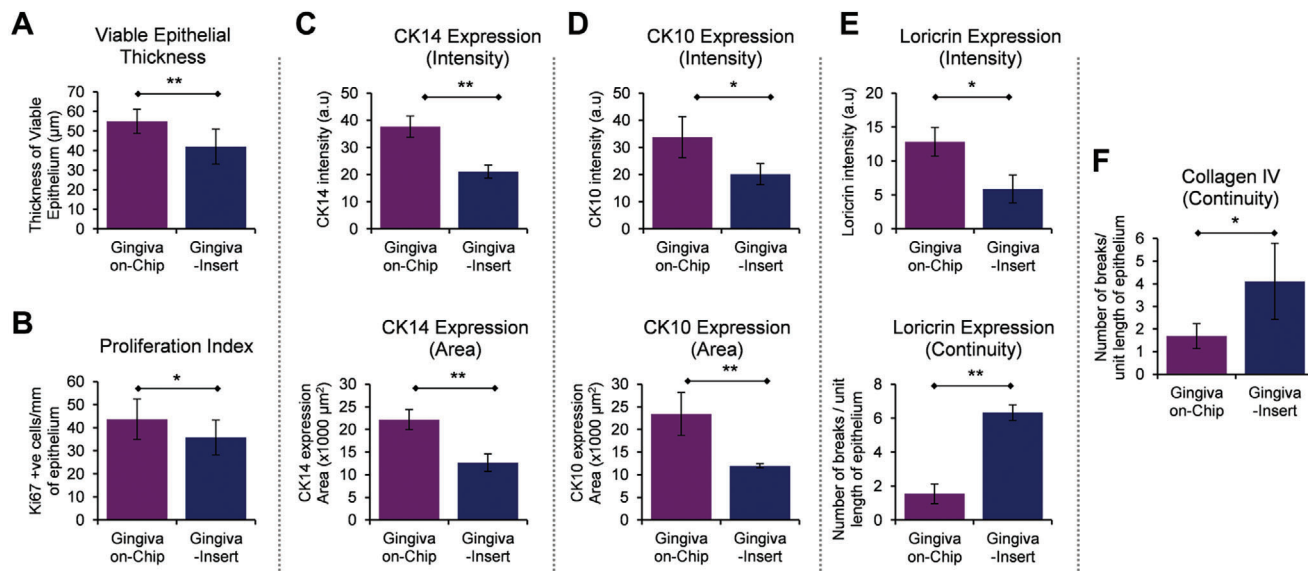 A
Viable Epithelial
Thickness
Thickness of Viable
Epithelium (µm)
70
60
50
40
30
20
10
0
**
Gingiva
on-Chip
Gingiva
-Insert
B
Proliferation Index
Ki67 +ve cells/mm
of epithelium
60
50
40
30
20
10
0
*
Gingiva
on-Chip
Gingiva
-Insert
C
CK14 Expression
(Intensity)
CK14 intensity (a.u)
50
40
30
20
10
0
**
Gingiva
on-Chip
Gingiva
-Insert
CK14 Expression
(Area)
CK14 expression
Area (x1000 µm²)
30
25
20
15
10
5
0
**
Gingiva
on-Chip
Gingiva
-Insert
D
CK10 Expression
(Intensity)
CK10 intensity (a.u)
50
40
30
20
10
0
*
Gingiva
on-Chip
Gingiva
-Insert
CK10 Expression
(Area)
CK10 expression
Area (x1000 µm²)
30
25
20
15
10
5
0
**
Gingiva
on-Chip
Gingiva
-Insert
E
Loricrin Expression
(Intensity)
Loricrin intensity (a.u)
20
15
10
5
0
*
Gingiva
on-Chip
Gingiva
-Insert
Loricrin Expression
(Continuity)
Number of breaks / unit
length of epithelium
8
6
4
2
0
**
Gingiva
on-Chip
Gingiva
-Insert
F
Collagen IV
(Continuity)
Number of breaks/
unit length of epithelium
6
5
4
3
2
1
0
*
Gingiva
on-Chip
Gingiva
-Insert